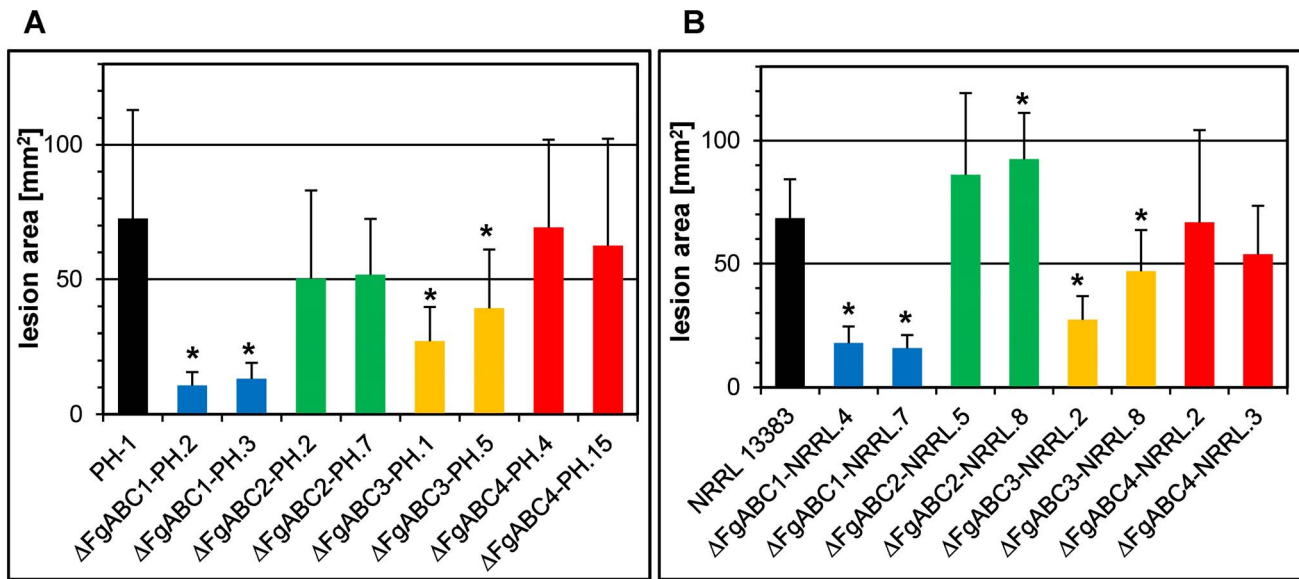 A
lesion area [mm²]
100
50
0
*
*
*
*
PH-1
ΔFgABC1-PH.2
ΔFgABC1-PH.3
ΔFgABC2-PH.2
ΔFgABC2-PH.7
ΔFgABC3-PH.1
ΔFgABC3-PH.5
ΔFgABC4-PH.4
ΔFgABC4-PH.15
B
lesion area [mm²]
100
50
0
*
*
*
*
*
NRRL 13383
ΔFgABC1-NRRL.4
ΔFgABC1-NRRL.7
ΔFgABC2-NRRL.5
ΔFgABC2-NRRL.8
ΔFgABC3-NRRL.2
ΔFgABC3-NRRL.8
ΔFgABC4-NRRL.2
ΔFgABC4-NRRL.3